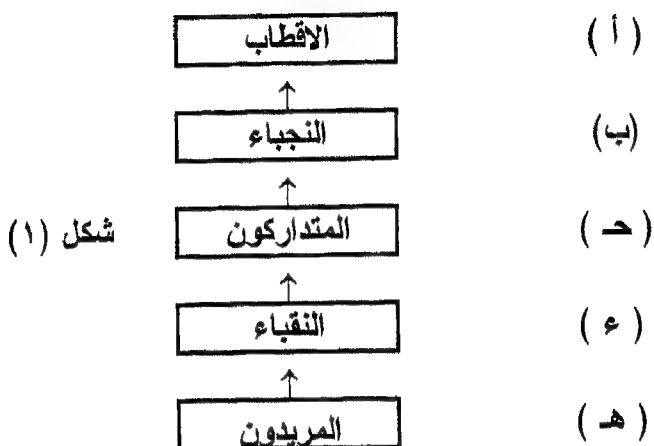 ( أ ) الاقطاب
(ب) النجباء
( حـ ) المتداركون شكل (١)
( ء ) النقباء
( هـ ) المريدون